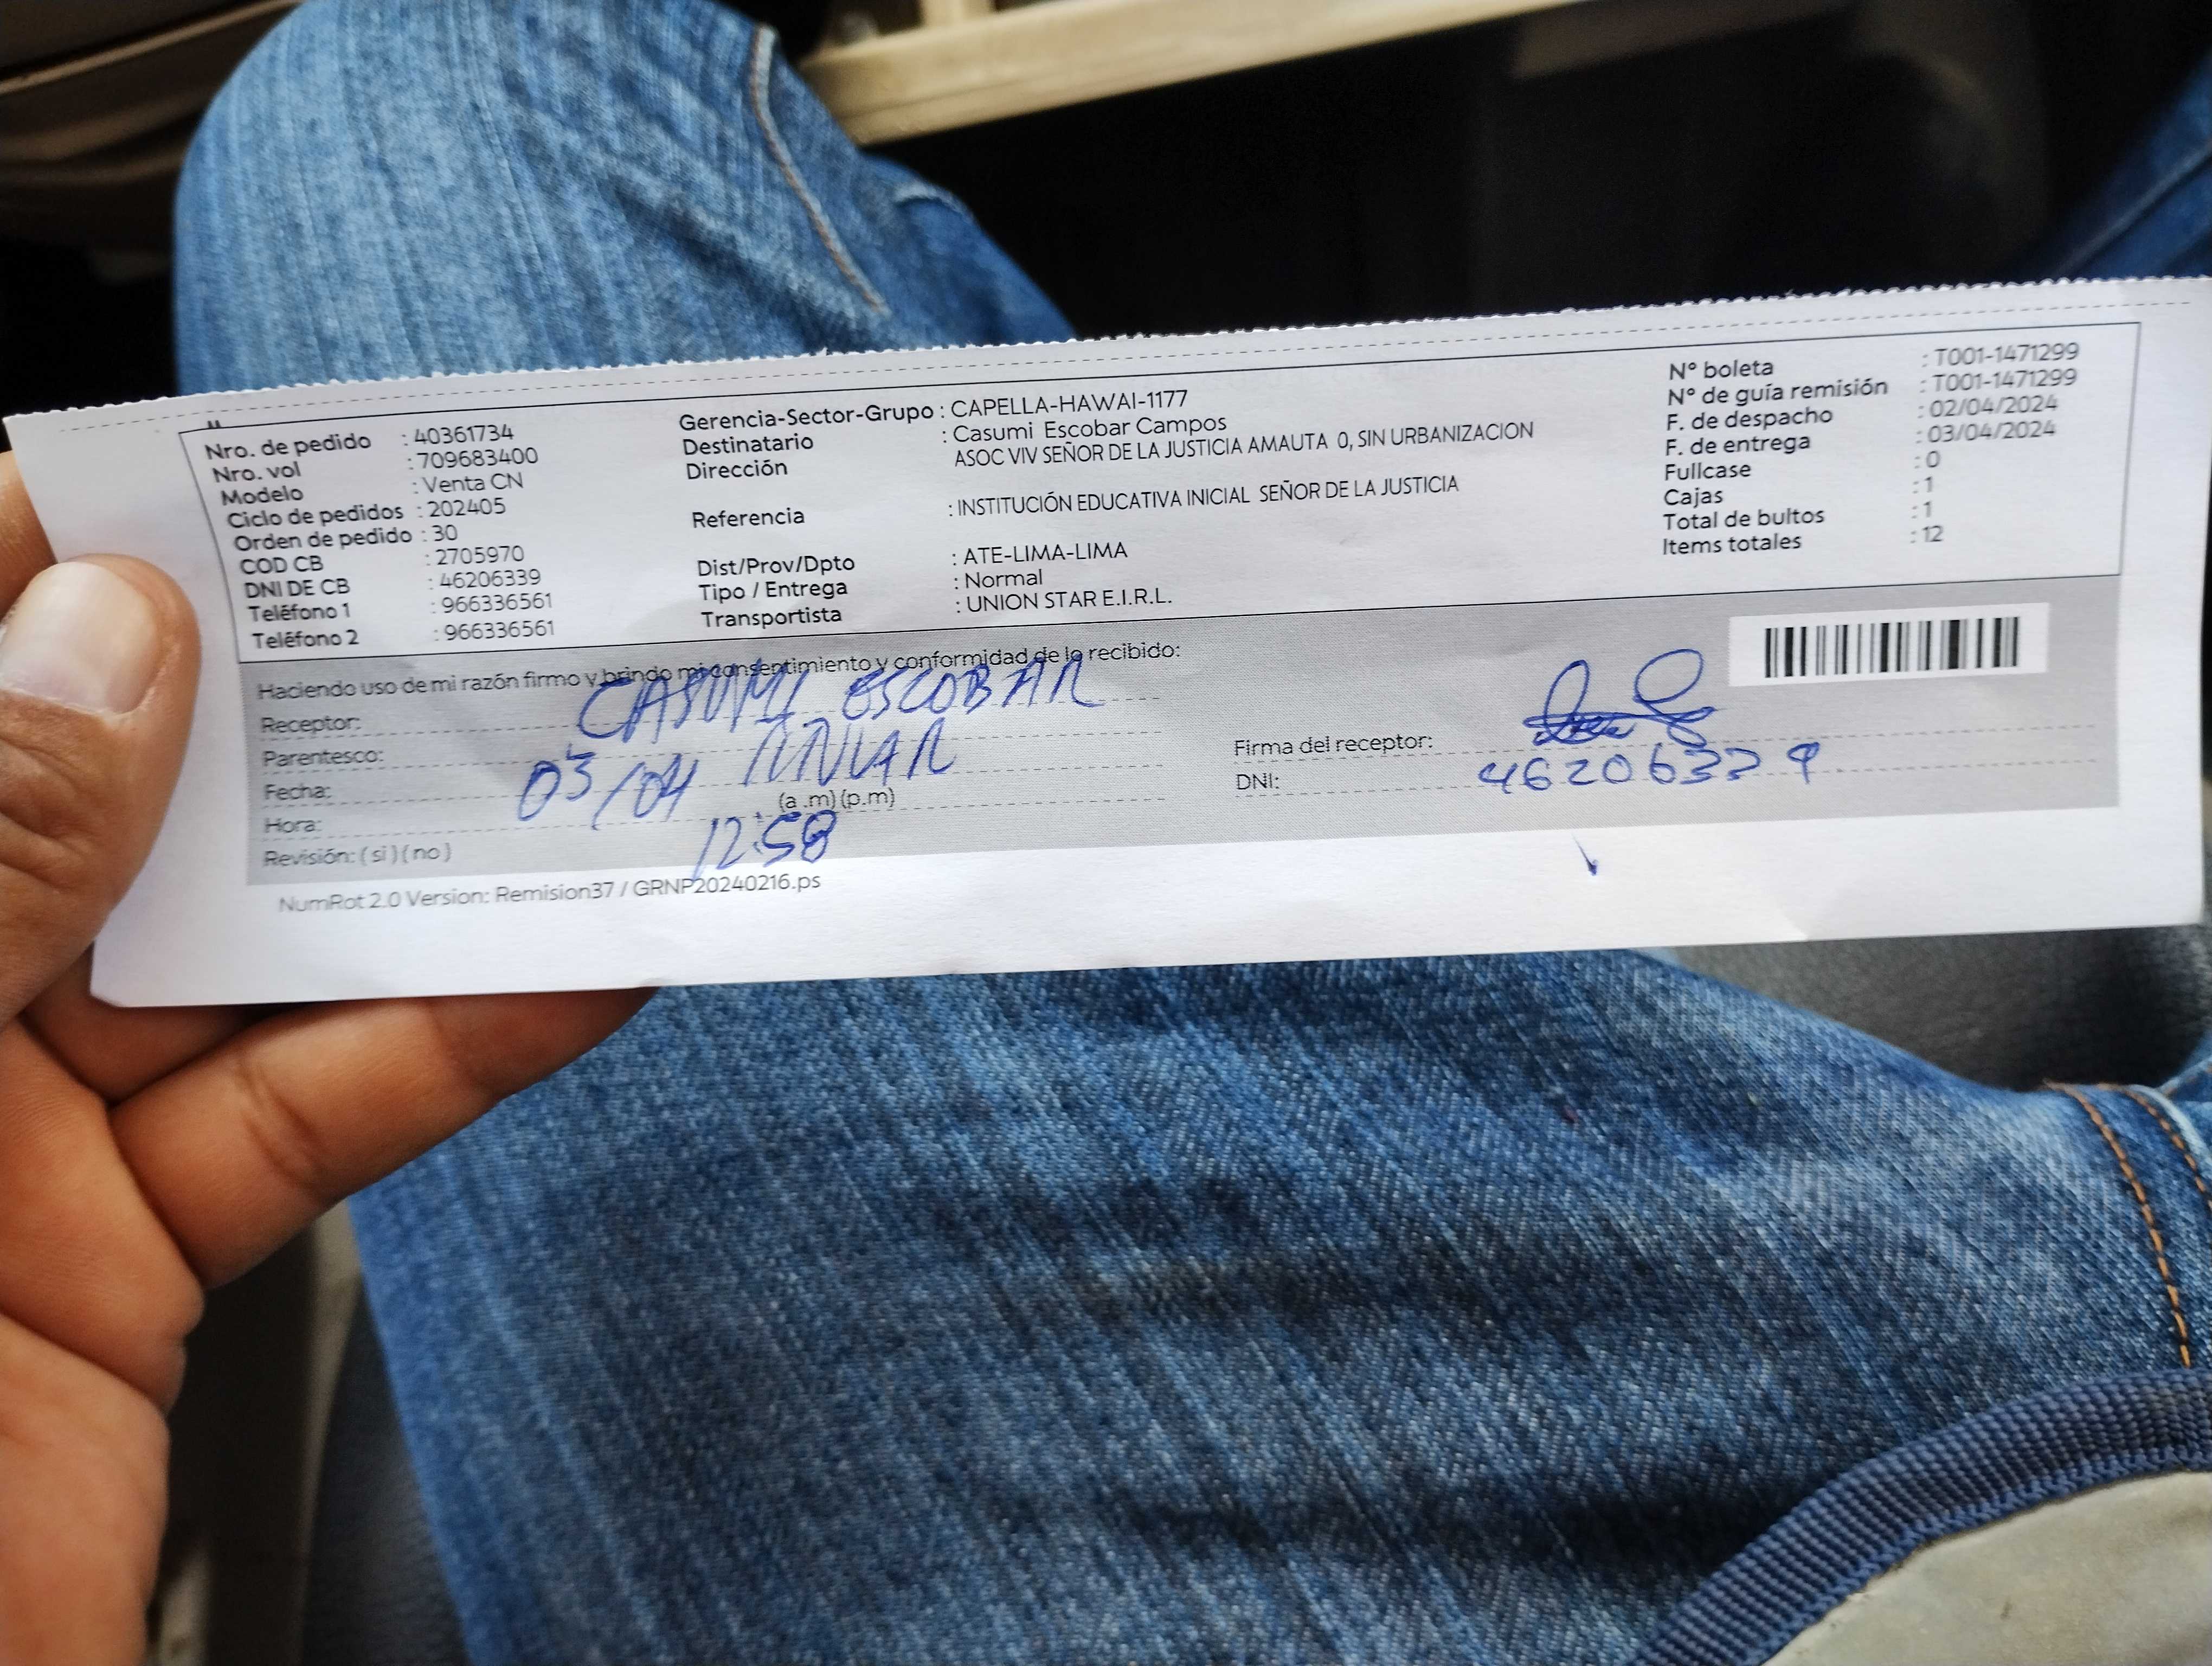 Nro. de pedido : 40361734
Nro. vol : 709683400
Modelo : Venta CN
Ciclo de pedidos : 202405
Orden de pedido : 30
COD CB : 2705970
DNI DE CB : 46206339
Teléfono 1 : 966336561
Teléfono 2 : 966336561
Gerencia-Sector-Grupo : CAPELLA-HAWAI-1177
Destinatario : Casumi Escobar Campos
Dirección ASOC VIV SEÑOR DE LA JUSTICIA AMAUTA 0, SIN URBANIZACION
Referencia : INSTITUCIÓN EDUCATIVA INICIAL SEÑOR DE LA JUSTICIA
Dist/Prov/Dpto : ATE-LIMA-LIMA
Tipo / Entrega : Normal
Transportista : UNION STAR E.I.R.L.
N° boleta : T001-1471299
N° de guía remisión : T001-1471299
F. de despacho : 02/04/2024
F. de entrega : 03/04/2024
Fullcase : 0
Cajas : 1
Total de bultos : 1
Items totales : 12
Haciendo uso de mi razón firmo y brindo mi consentimiento y conformidad de lo recibido:
Receptor: CASUMI ESCOBAR
Parentesco:
Fecha: 03/04
Hora: (a .m) (p.m)
12:58
Revisión: ( si ) ( no )
Firma del receptor:
DNI: 46206339
NumRot 2.0 Version: Remision37 / GRNP20240216.ps